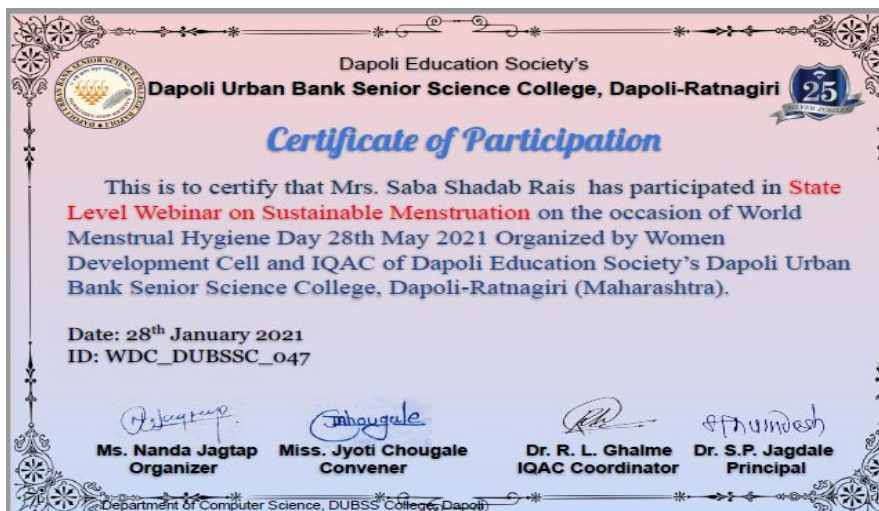 Dapoli Education Society's
Dapoli Urban Bank Senior Science College, Dapoli-Ratnagiri
25
SILVER JUBILEE
Certificate of Participation
This is to certify that Mrs. Saba Shadab Rais has participated in State
Level Webinar on Sustainable Menstruation on the occasion of World
Menstrual Hygiene Day 28th May 2021 Organized by Women
Development Cell and IQAC of Dapoli Education Society's Dapoli Urban
Bank Senior Science College, Dapoli-Ratnagiri (Maharashtra).
Date: 28th January 2021
ID: WDC_DUBSSC_047
Ms. Nanda Jagtap Miss. Jyoti Chougale Dr. R. L. Ghalme Dr. S.P. Jagdale
Organizer Convener IQAC Coordinator Principal
Department of Computer Science, DUBSS College, Dapoli